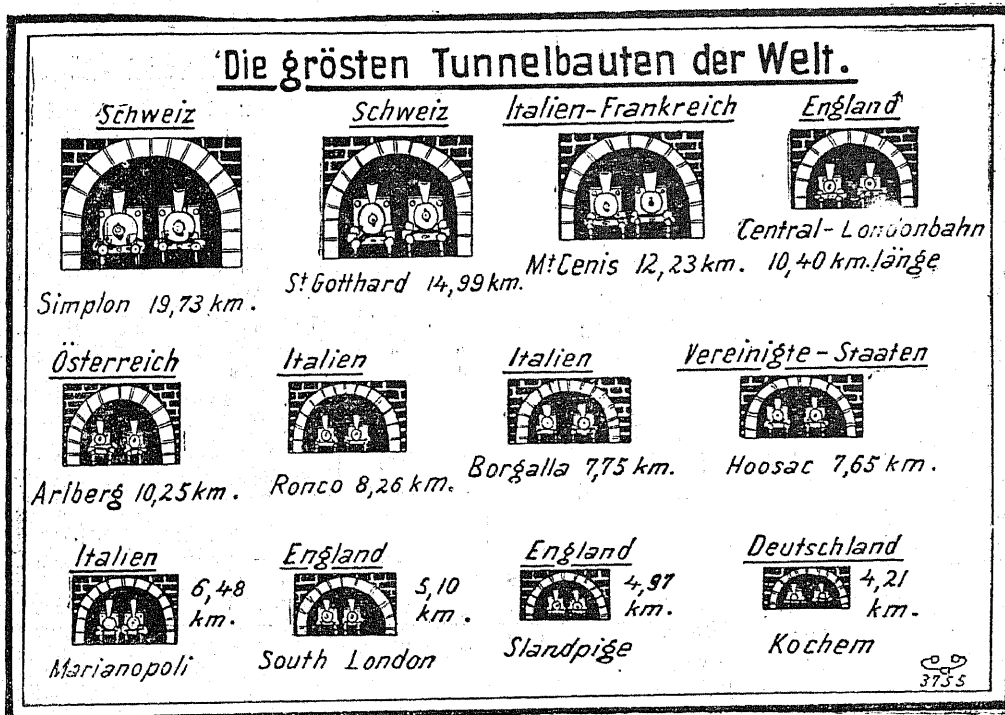 Die grösten Tunnelbauten der Welt.
Schweiz
Simplon 19,73 km.
Schweiz
St Gotthard 14,99 km.
Italien-Frankreich
Mt Cenis 12,23 km.
England
Central-Londonbahn
10,40 km. länge
Österreich
Arlberg 10,25 km.
Italien
Ronco 8,26 km.
Italien
Borgalla 7,75 km.
Vereinigte-Staaten
Hoosac 7,65 km.
Italien
6,48
km.
Marianopoli
England
5,10
km.
South London
England
4,97
km.
Slandpige
Deutschland
4,21
km.
Kochem
3755